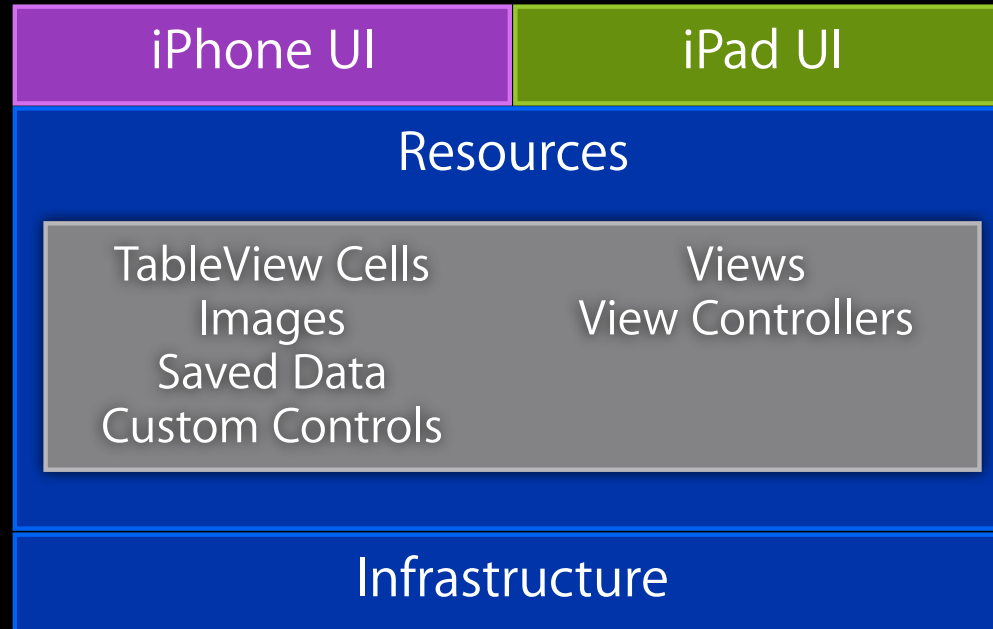 iPhone UI
iPad UI
Resources
TableView Cells
Images
Saved Data
Custom Controls
Views
View Controllers
Infrastructure